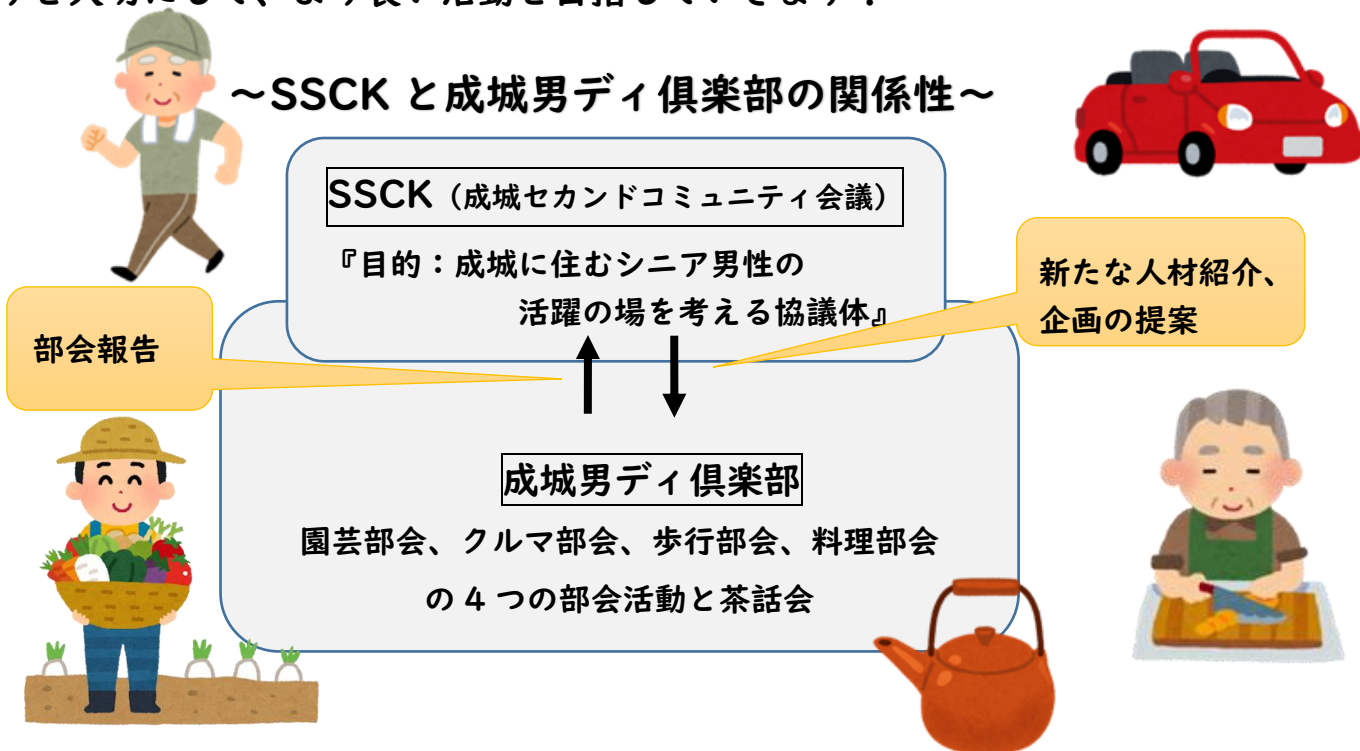 〜SSCK と成城男ディ倶楽部の関係性〜
SSCK（成城セカンドコミュニティ会議）
『目的：成城に住むシニア男性の
活躍の場を考える協議体』
新たな人材紹介、
企画の提案
部会報告
成城男ディ倶楽部
園芸部会、クルマ部会、歩行部会、料理部会
の 4 つの部会活動と茶話会